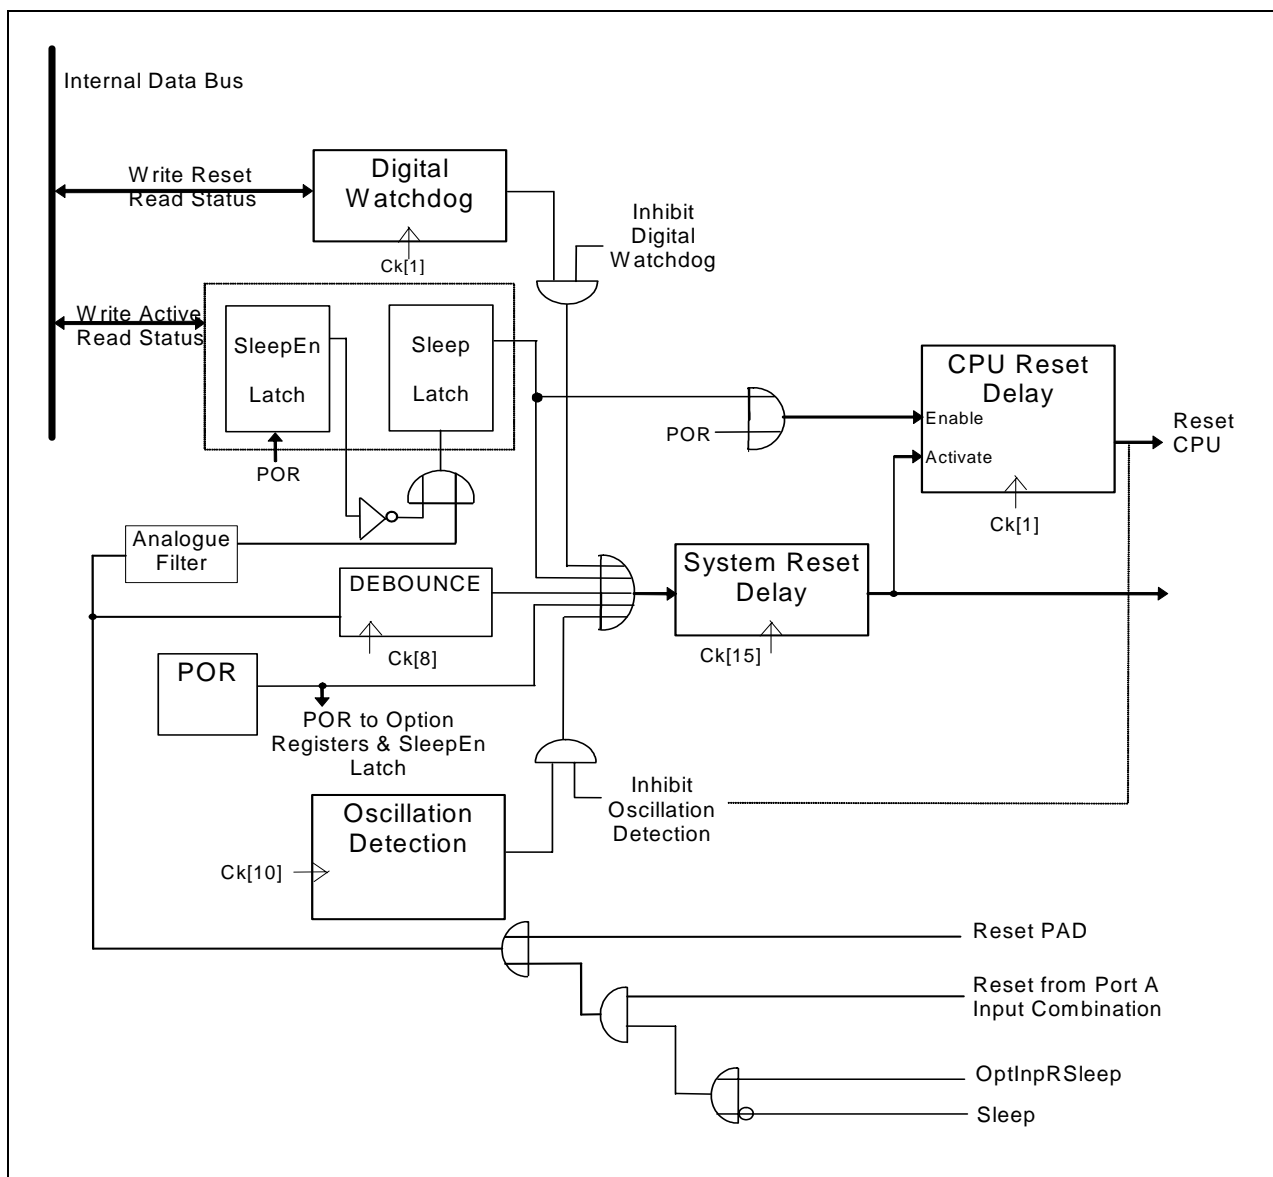 Internal Data Bus
Write Reset
Read Status
Digital
Watchdog
Ck[1]
Inhibit
Digital
Watchdog
Write Active
Read Status
SleepEn
Latch
Sleep
Latch
POR
CPU Reset
Delay
Enable
Activate
Ck[1]
Reset
CPU
POR
Analogue
Filter
DEBOUNCE
Ck[8]
System Reset
Delay
Ck[15]
POR
POR to Option
Registers & SleepEn
Latch
Inhibit
Oscillation
Detection
Oscillation
Detection
Ck[10]
Reset PAD
Reset from Port A
Input Combination
OptInpRSleep
Sleep